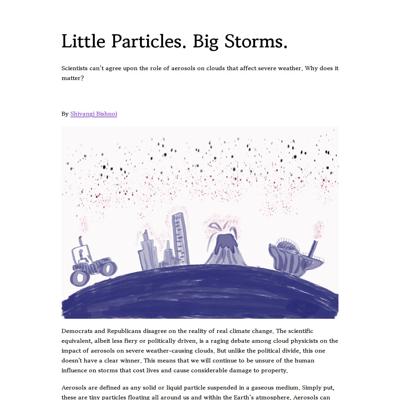 Little Particles. Big Storms.
Scientists can't agree upon the role of aerosols on clouds that affect severe weather. Why does it
matter?
By Shivangi Bishnoi
Democrats and Republicans disagree on the reality of real climate change. The scientific
equivalent, albeit less fiery or politically driven, is a raging debate among cloud physicists on the
impact of aerosols on severe weather-causing clouds. But unlike the political divide, this one
doesn't have a clear winner. This means that we will continue to be unsure of the human
influence on storms that cost lives and cause considerable damage to property.
Aerosols are defined as any solid or liquid particle suspended in a gaseous medium. Simply put,
these are tiny particles floating all around us and within the Earth's atmosphere. Aerosols can